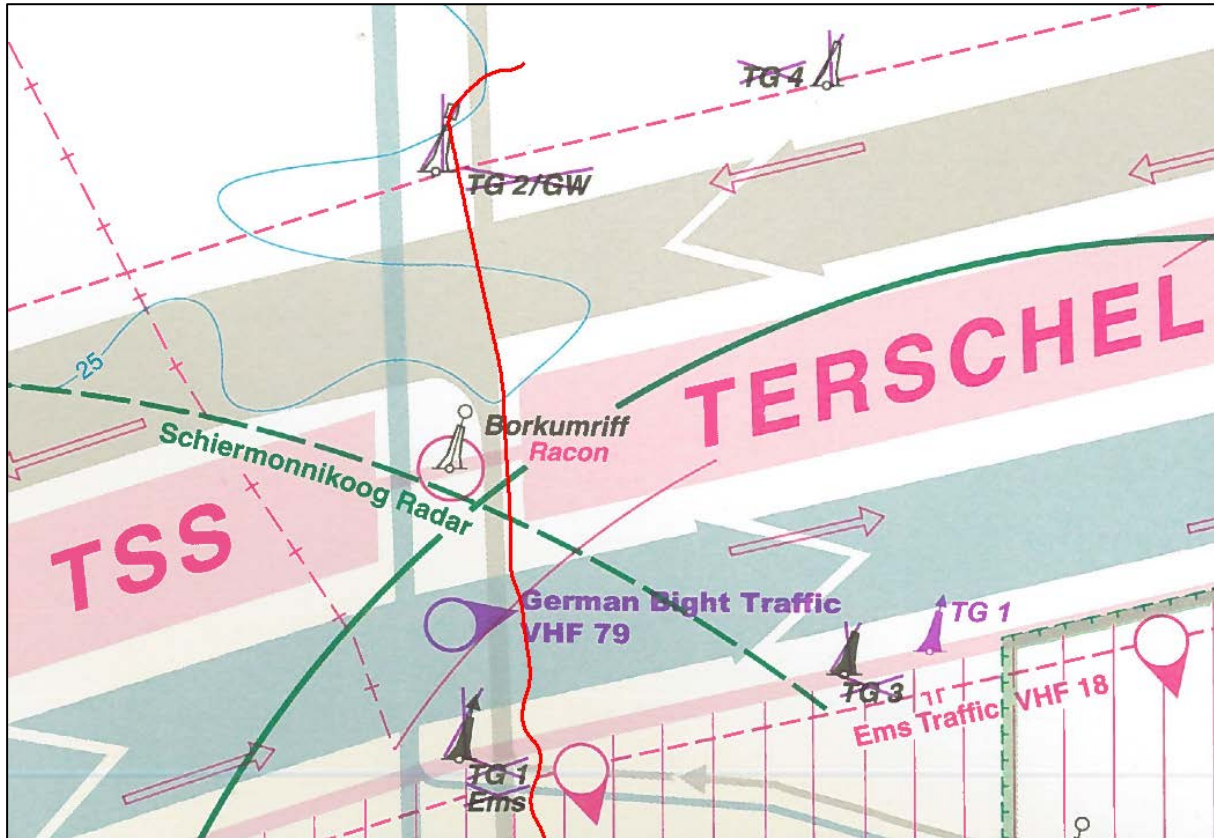 TG 4
TG 2/GW
TERSCHEL
25
Borkumriff
Racon
Schiermonnikoog Radar
TSS
German Bight Traffic
VHF 79
TG 1
TG 3
Ems Traffic VHF 18
TG 1
Ems